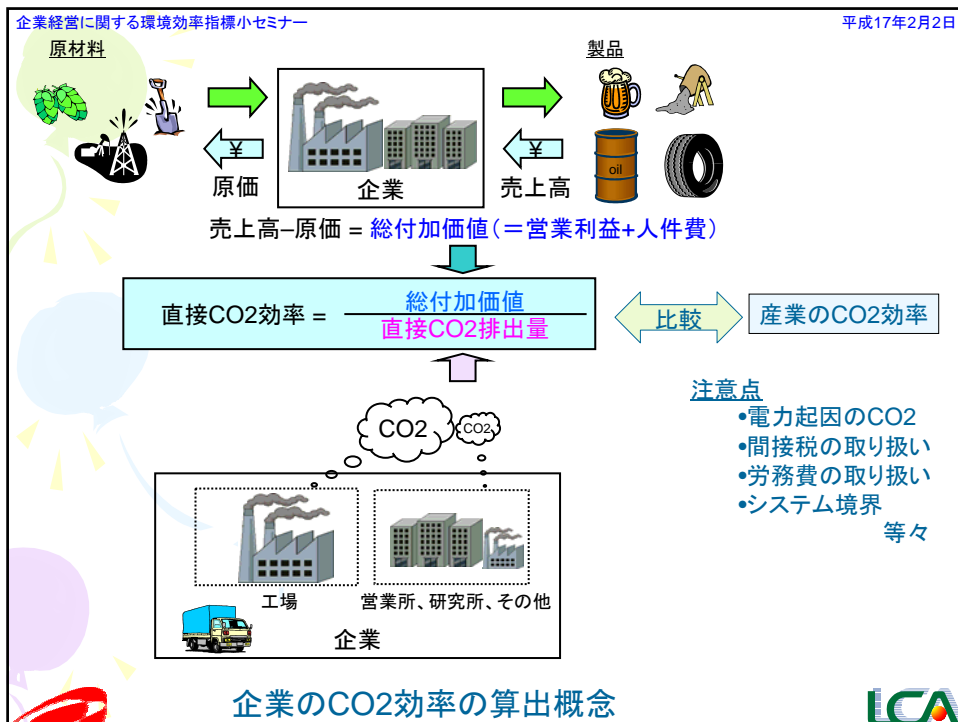 企業経営に関する環境効率指標小セミナー
平成17年2月2日
原材料
製品
¥
¥
oil
原価
企業
売上高
売上高–原価 = 総付加価値(=営業利益+人件費)
直接CO2効率 =
総付加価値
直接CO2排出量
比較
産業のCO2効率
注意点
•電力起因のCO2
•間接税の取り扱い
•労務費の取り扱い
•システム境界
等々
CO2
CO2
工場
営業所、研究所、その他
企業
企業のCO2効率の算出概念
LCA